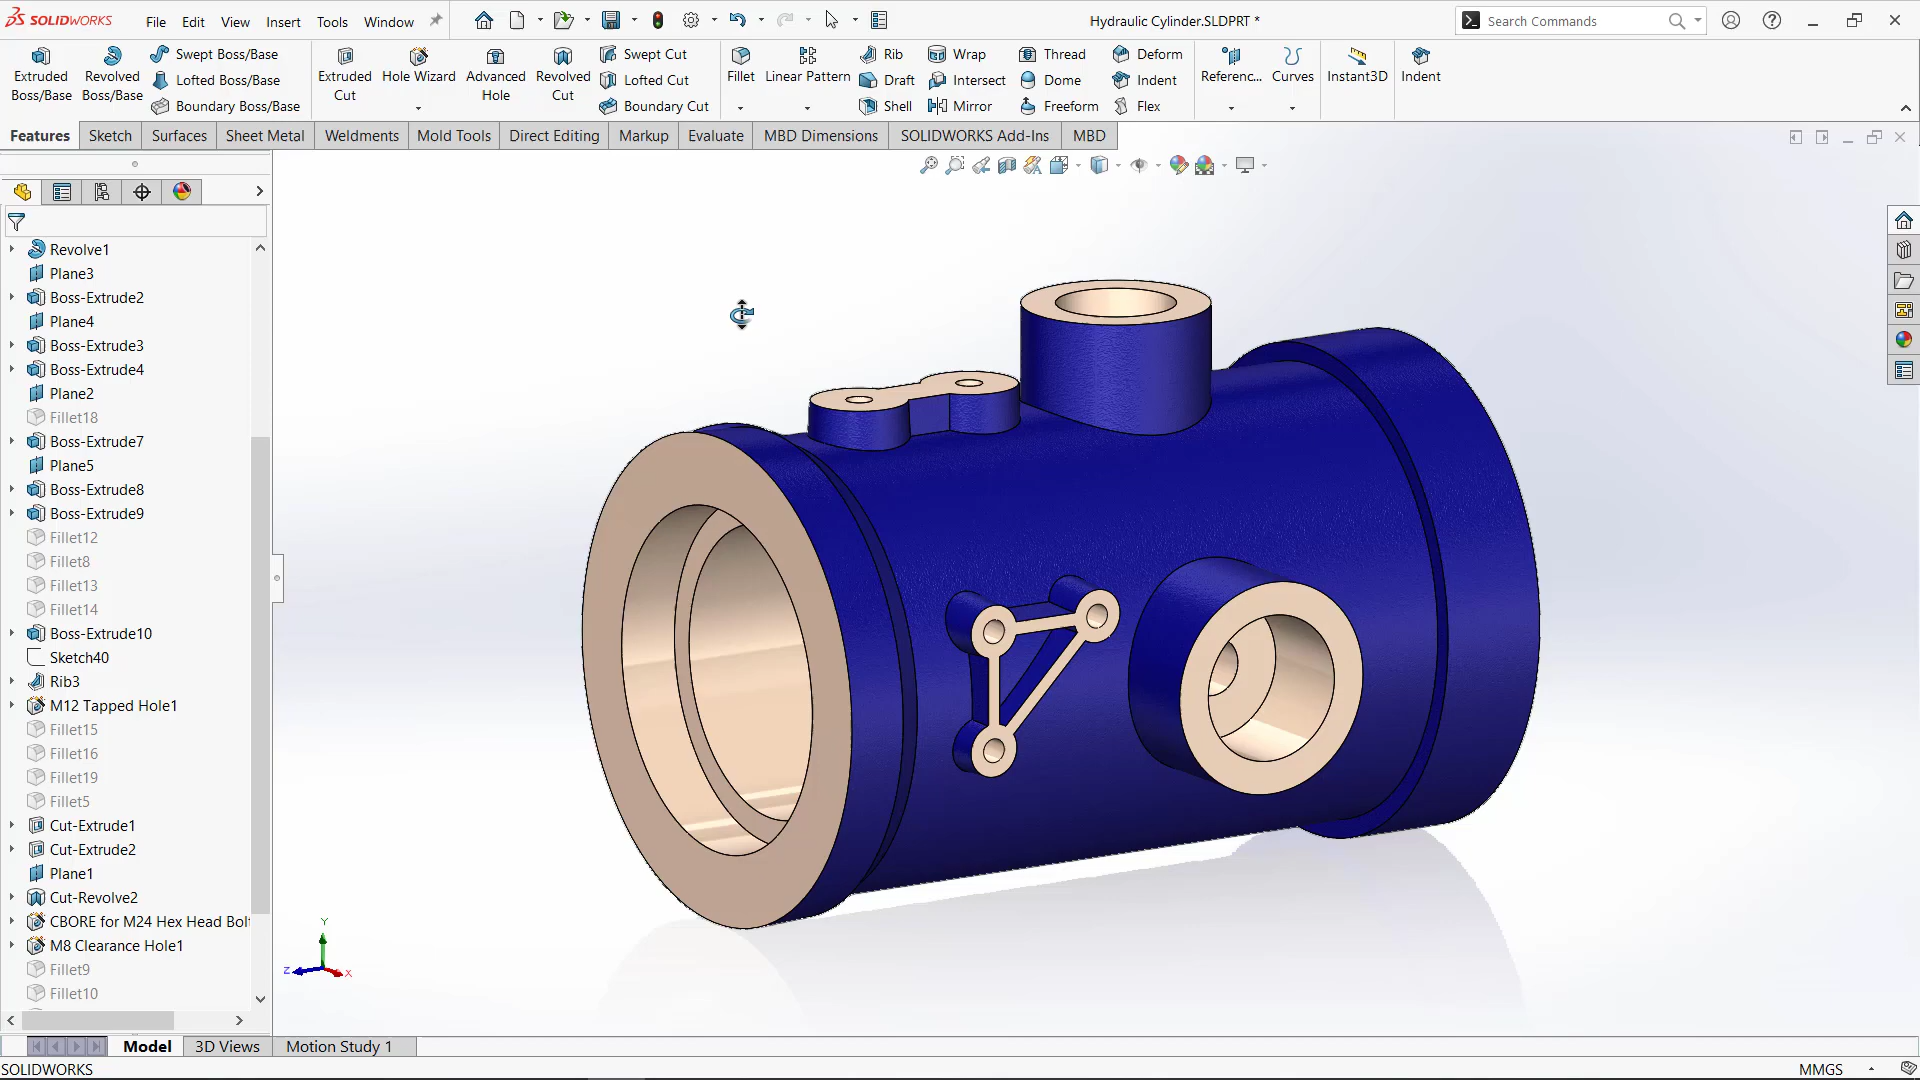 SOLIDWORKS File Edit View Insert Tools Window Hydraulic Cylinder.SLDPRT * Search Commands
Extruded Boss/Base
Revolved Boss/Base
Swept Boss/Base
Lofted Boss/Base
Boundary Boss/Base
Extruded Cut
Hole Wizard
Advanced Hole
Revolved Cut
Swept Cut
Lofted Cut
Boundary Cut
Fillet
Linear Pattern
Rib
Draft
Shell
Wrap
Intersect
Mirror
Thread
Dome
Freeform
Deform
Indent
Flex
Referenc...
Curves
Instant3D
Indent
Features Sketch Surfaces Sheet Metal Weldments Mold Tools Direct Editing Markup Evaluate MBD Dimensions SOLIDWORKS Add-Ins MBD
Revolve1
Plane3
Boss-Extrude2
Plane4
Boss-Extrude3
Boss-Extrude4
Plane2
Fillet18
Boss-Extrude7
Plane5
Boss-Extrude8
Boss-Extrude9
Fillet12
Fillet8
Fillet13
Fillet14
Boss-Extrude10
Sketch40
Rib3
M12 Tapped Hole1
Fillet15
Fillet16
Fillet19
Fillet5
Cut-Extrude1
Cut-Extrude2
Plane1
Cut-Revolve2
CBORE for M24 Hex Head Bolt
M8 Clearance Hole1
Fillet9
Fillet10
Y
Z
X
Model 3D Views Motion Study 1
SOLIDWORKS MMGS